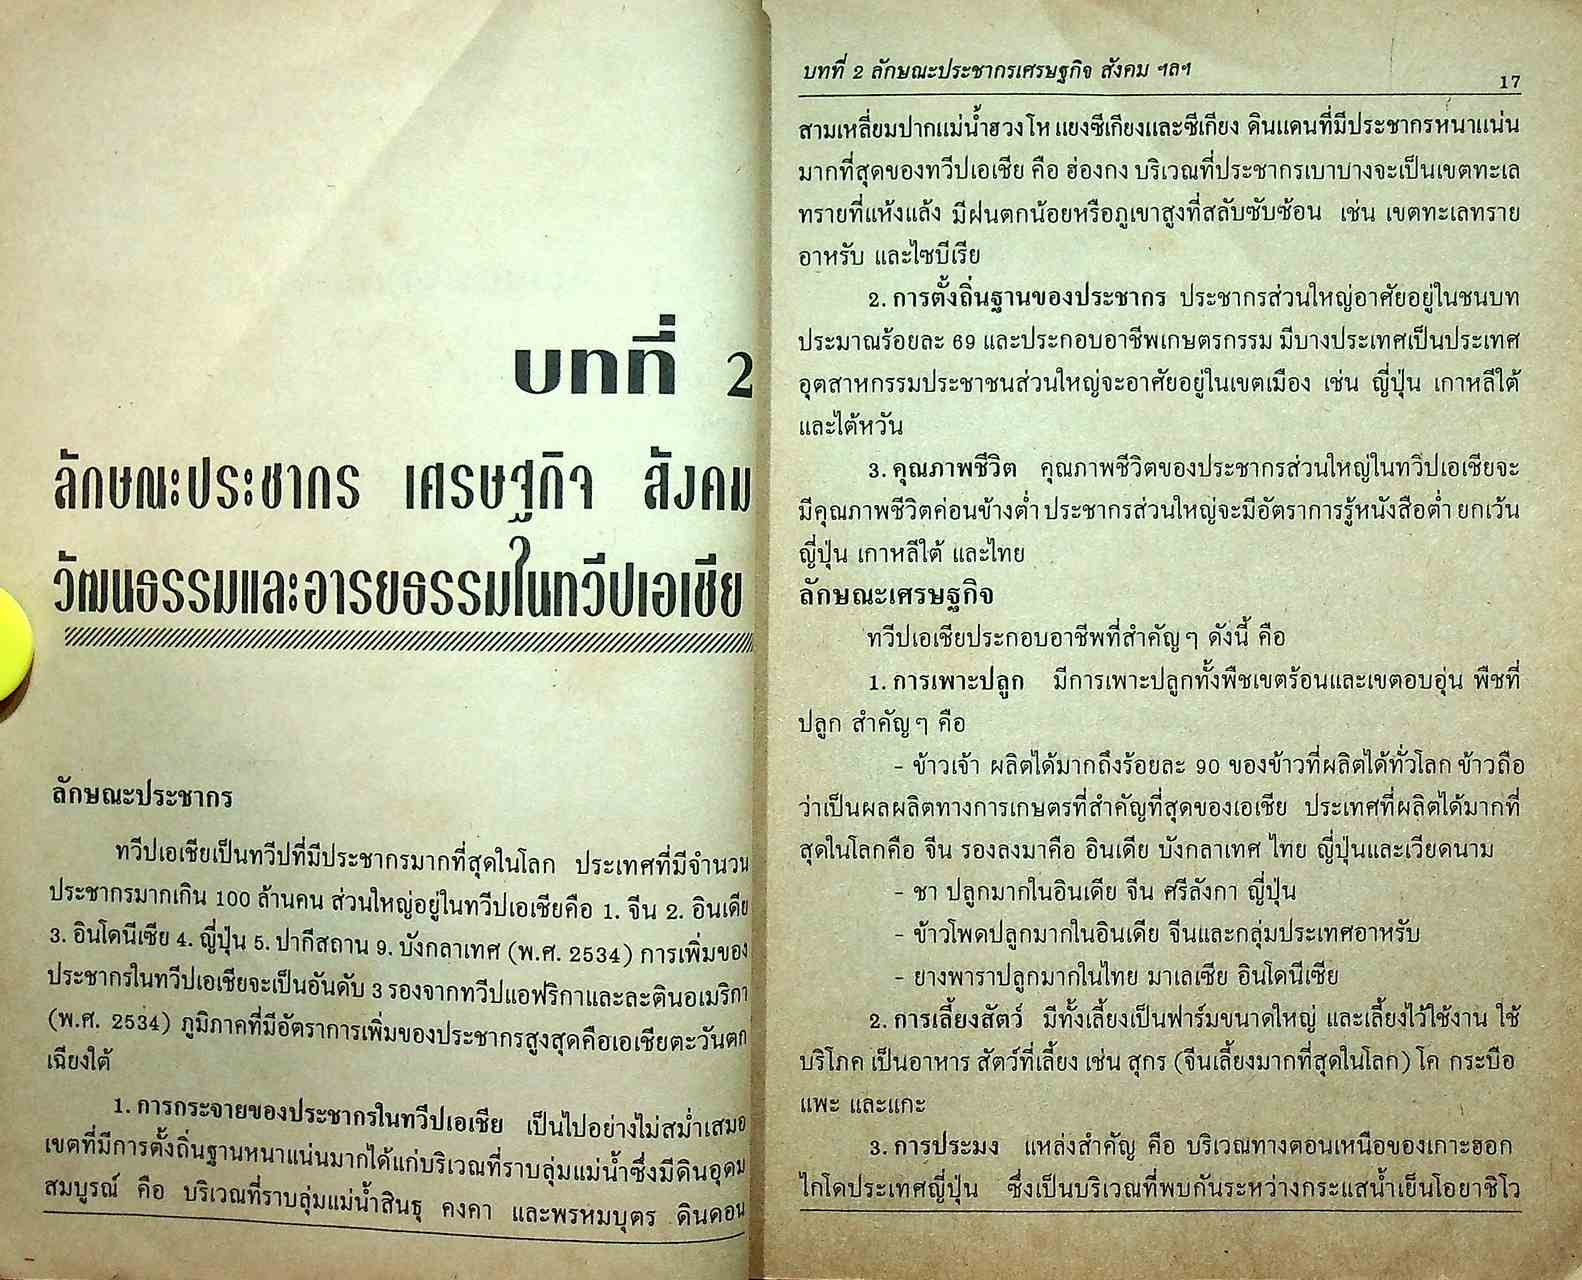 บทที่ 2
ลักษณะประชากร เศรษฐกิจ สังคม
วัฒนธรรมและอารยธรรมในทวีปเอเชีย
ลักษณะประชากร
ทวีปเอเชียเป็นทวีปที่มีประชากรมากที่สุดในโลก ประเทศที่มีจำนวน
ประชากรมากเกิน 100 ล้านคน ส่วนใหญ่อยู่ในทวีปเอเชียคือ 1. จีน 2. อินเดีย
3. อินโดนีเซีย 4. ญี่ปุ่น 5. ปากีสถาน 9. บังกลาเทศ (พ.ศ. 2534) การเพิ่มของ
ประชากรในทวีปเอเชียจะเป็นอันดับ 3 รองจากทวีปแอฟริกาและละตินอเมริกา
(พ.ศ. 2534) ภูมิภาคที่มีอัตราการเพิ่มของประชากรสูงสุดคือเอเชียตะวันตก
เฉียงใต้
1. การกระจายของประชากรในทวีปเอเชีย เป็นไปอย่างไม่สม่ำเสมอ
เขตที่มีการตั้งถิ่นฐานหนาแน่นมากได้แก่บริเวณที่ราบลุ่มแม่น้ำซึ่งมีดินอุดม
สมบูรณ์ คือ บริเวณที่ราบลุ่มแม่น้ำสินธุ คงคา และพรหมบุตร ดินดอน
บทที่ 2 ลักษณะประชากรเศรษฐกิจ สังคม ฯลฯ
17
สามเหลี่ยมปากแม่น้ำฮวงโห แยงซีเกียงและซีเกียง ดินแดนที่มีประชากรหนาแน่น
มากที่สุดของทวีปเอเชีย คือ ฮ่องกง บริเวณที่ประชากรเบาบางจะเป็นเขตทะเล
ทรายที่แห้งแล้ง มีฝนตกน้อยหรือภูเขาสูงที่สลับซับซ้อน เช่น เขตทะเลทราย
อาหรับ และไซบีเรีย
2. การตั้งถิ่นฐานของประชากร ประชากรส่วนใหญ่อาศัยอยู่ในชนบท
ประมาณร้อยละ 69 และประกอบอาชีพเกษตรกรรม มีบางประเทศเป็นประเทศ
อุตสาหกรรมประชาชนส่วนใหญ่จะอาศัยอยู่ในเขตเมือง เช่น ญี่ปุ่น เกาหลีใต้
และไต้หวัน
3. คุณภาพชีวิต คุณภาพชีวิตของประชากรส่วนใหญ่ในทวีปเอเชียจะ
มีคุณภาพชีวิตค่อนข้างต่ำ ประชากรส่วนใหญ่จะมีอัตราการรู้หนังสือต่ำ ยกเว้น
ญี่ปุ่น เกาหลีใต้ และไทย
ลักษณะเศรษฐกิจ
ทวีปเอเชียประกอบอาชีพที่สำคัญๆ ดังนี้ คือ
1. การเพาะปลูก มีการเพาะปลูกทั้งพืชเขตร้อนและเขตอบอุ่น พืชที่
ปลูก สำคัญๆ คือ
- ข้าวเจ้า ผลิตได้มากถึงร้อยละ 90 ของข้าวที่ผลิตได้ทั่วโลก ข้าวถือ
ว่าเป็นผลผลิตทางการเกษตรที่สำคัญที่สุดของเอเชีย ประเทศที่ผลิตได้มากที่
สุดในโลกคือ จีน รองลงมาคือ อินเดีย บังกลาเทศ ไทย ญี่ปุ่นและเวียดนาม
- ชา ปลูกมากในอินเดีย จีน ศรีลังกา ญี่ปุ่น
- ข้าวโพดปลูกมากในอินเดีย จีนและกลุ่มประเทศอาหรับ
- ยางพาราปลูกมากในไทย มาเลเซีย อินโดนีเซีย
2. การเลี้ยงสัตว์ มีทั้งเลี้ยงเป็นฟาร์มขนาดใหญ่ และเลี้ยงไว้ใช้งาน ใช้
บริโภค เป็นอาหาร สัตว์ที่เลี้ยง เช่น สุกร (จีนเลี้ยงมากที่สุดในโลก) โค กระบือ
แพะ และแกะ
3. การประมง แหล่งสำคัญ คือ บริเวณทางตอนเหนือของเกาะฮอก
ไกโดประเทศญี่ปุ่น ซึ่งเป็นบริเวณที่พบกันระหว่างกระแสน้ำเย็นโอยาชิโว